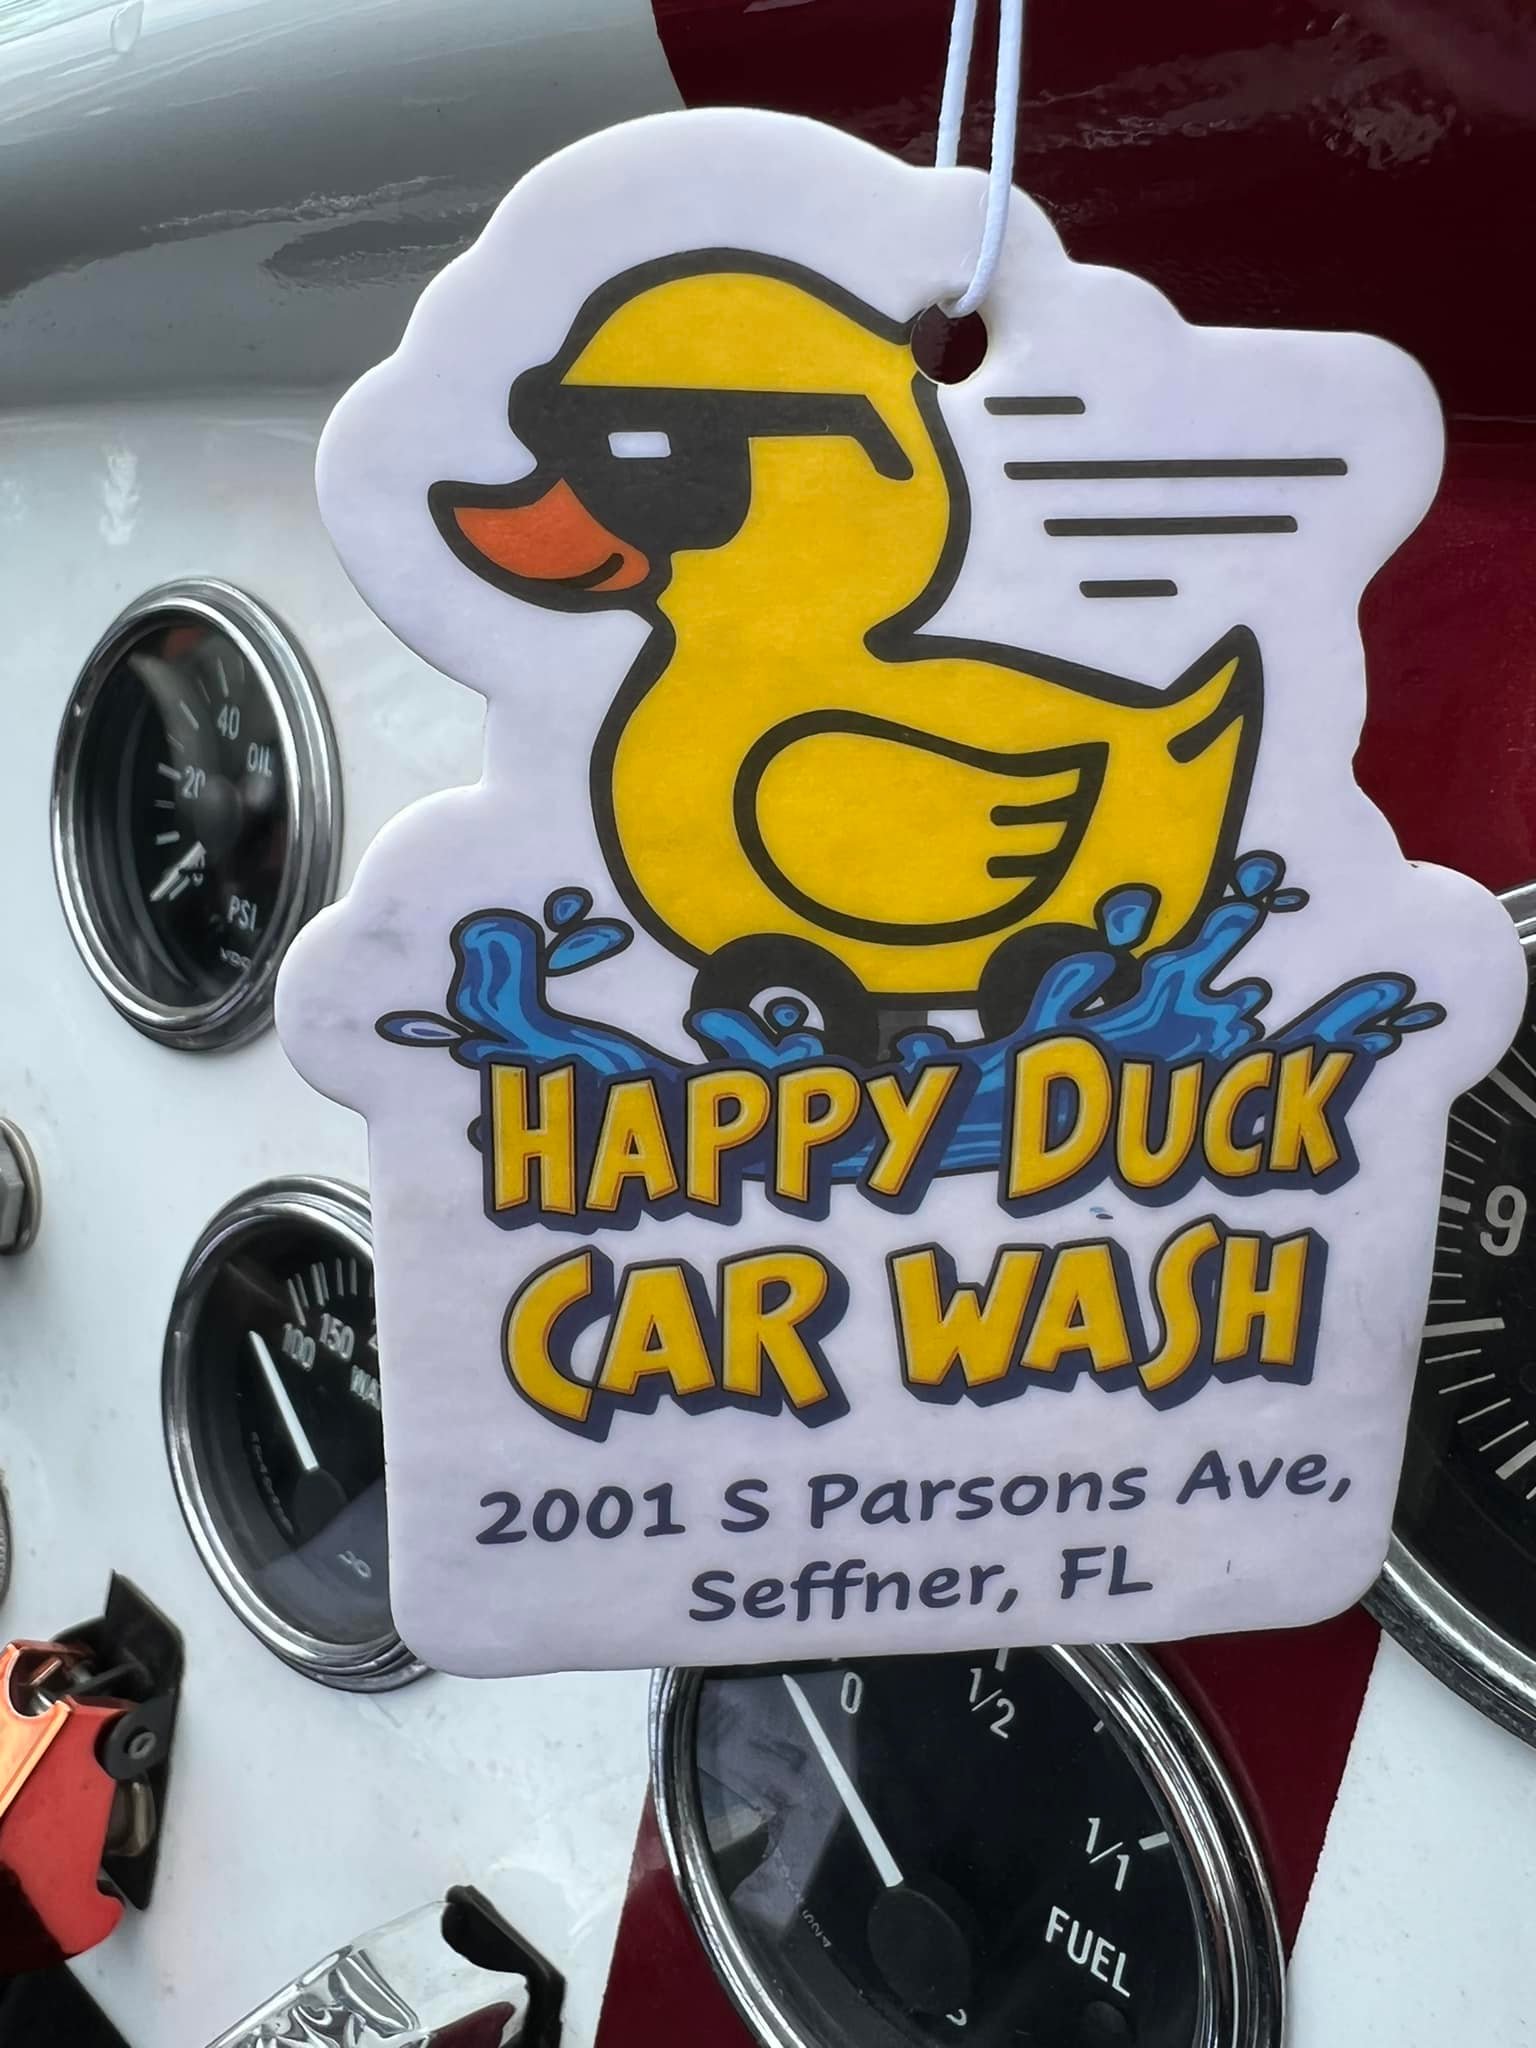 HAPPY DUCK
CAR WASH
2001 S Parsons Ave,
Seffner, FL
40
OIL
20
PSI
VDO
100
150
9
0
1/2
1/1
FUEL